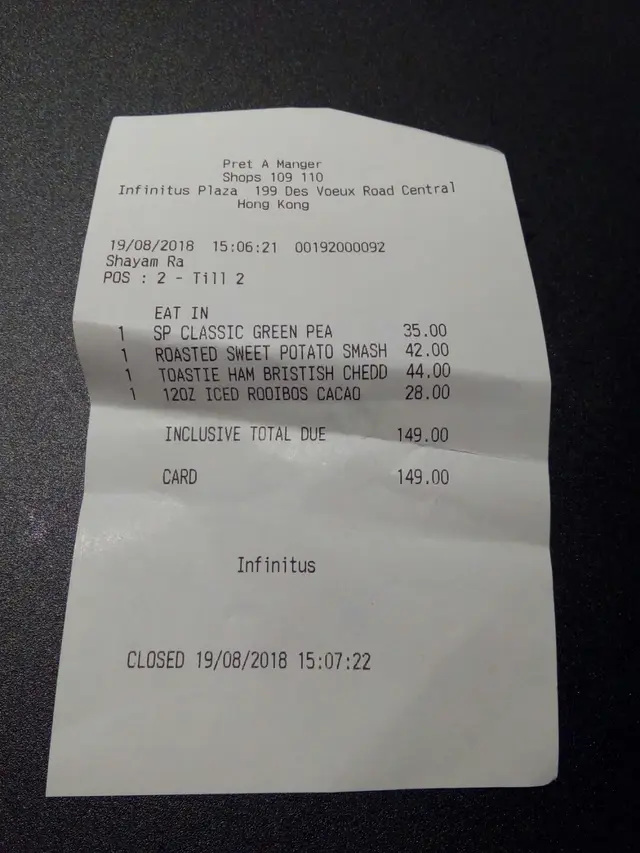 Pret A Manger
Shops 109 110
Infinitus Plaza 199 Des Voeux Road Central
Hong Kong
19/08/2018 15:06:21 00192000092
Shayam Ra
POS : 2 - Till 2
EAT IN
1 SP CLASSIC GREEN PEA 35.00
1 ROASTED SWEET POTATO SMASH 42.00
1 TOASTIE HAM BRISTISH CHEDD 44.00
1 12OZ ICED ROOIBOS CACAO 28.00
INCLUSIVE TOTAL DUE 149.00
CARD 149.00
Infinitus
CLOSED 19/08/2018 15:07:22